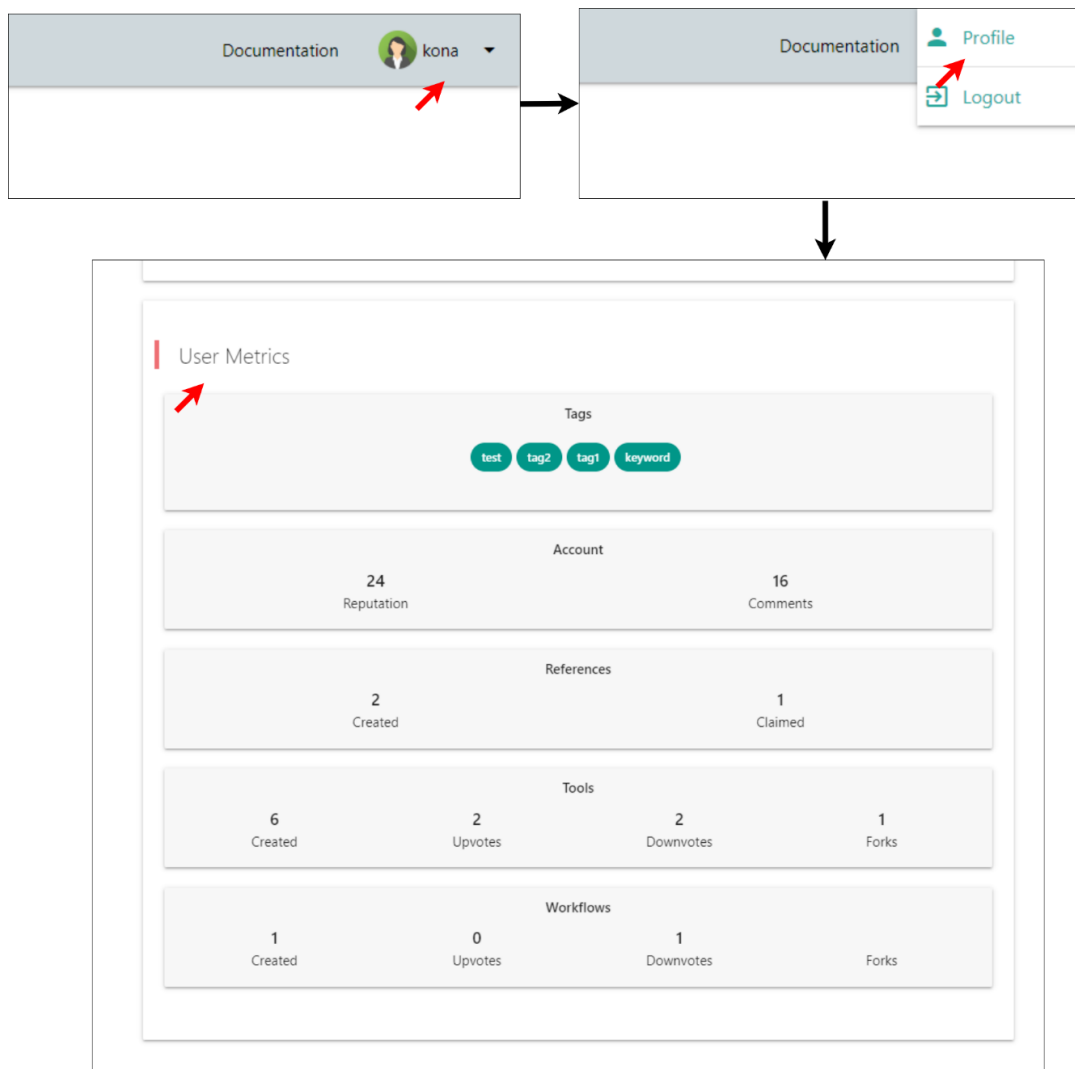 Documentation kona
Documentation
Profile
Logout
User Metrics
Tags
test tag2 tag1 keyword
Account
24 16
Reputation Comments
References
2 1
Created Claimed
Tools
6 2 2 1
Created Upvotes Downvotes Forks
Workflows
1 0 1
Created Upvotes Downvotes Forks